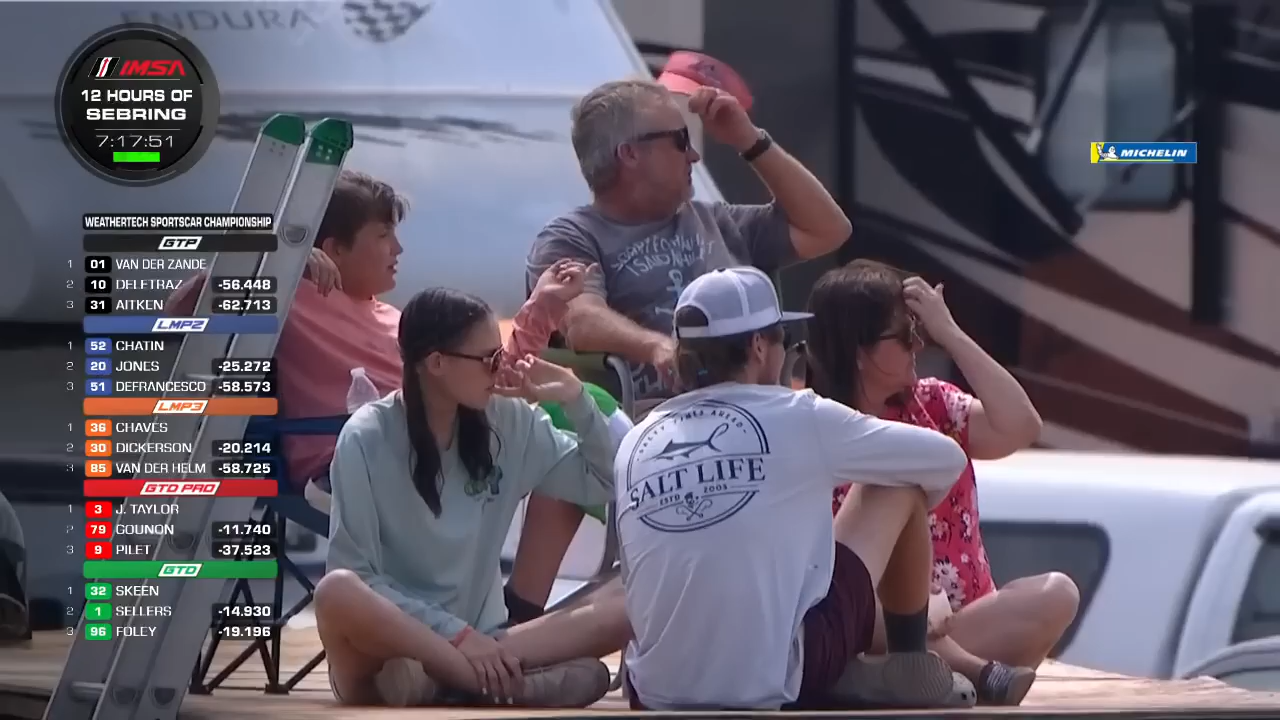 ENDURA
IMSA
12 HOURS OF
SEBRING
7:17:51
MICHELIN
WEATHERTECH SPORTSCAR CHAMPIONSHIP
GTP
1 01 VAN DER ZANDE
2 10 DELETRAZ -56.448
3 31 AITKEN -62.713
LMP2
1 52 CHATIN
2 20 JONES -25.272
3 51 DEFRANCESCO -58.573
LMP3
1 36 CHAVES
2 30 DICKERSON -20.214
3 85 VAN DER HELM -58.725
GTD PRO
1 3 J. TAYLOR
2 79 GOUNON -11.740
3 9 PILET -37.523
GTD
1 32 SKEEN
2 1 SELLERS -14.930
3 96 FOLEY -19.196
SALTY TIMES AHEAD
SALT LIFE
ESTD 2003